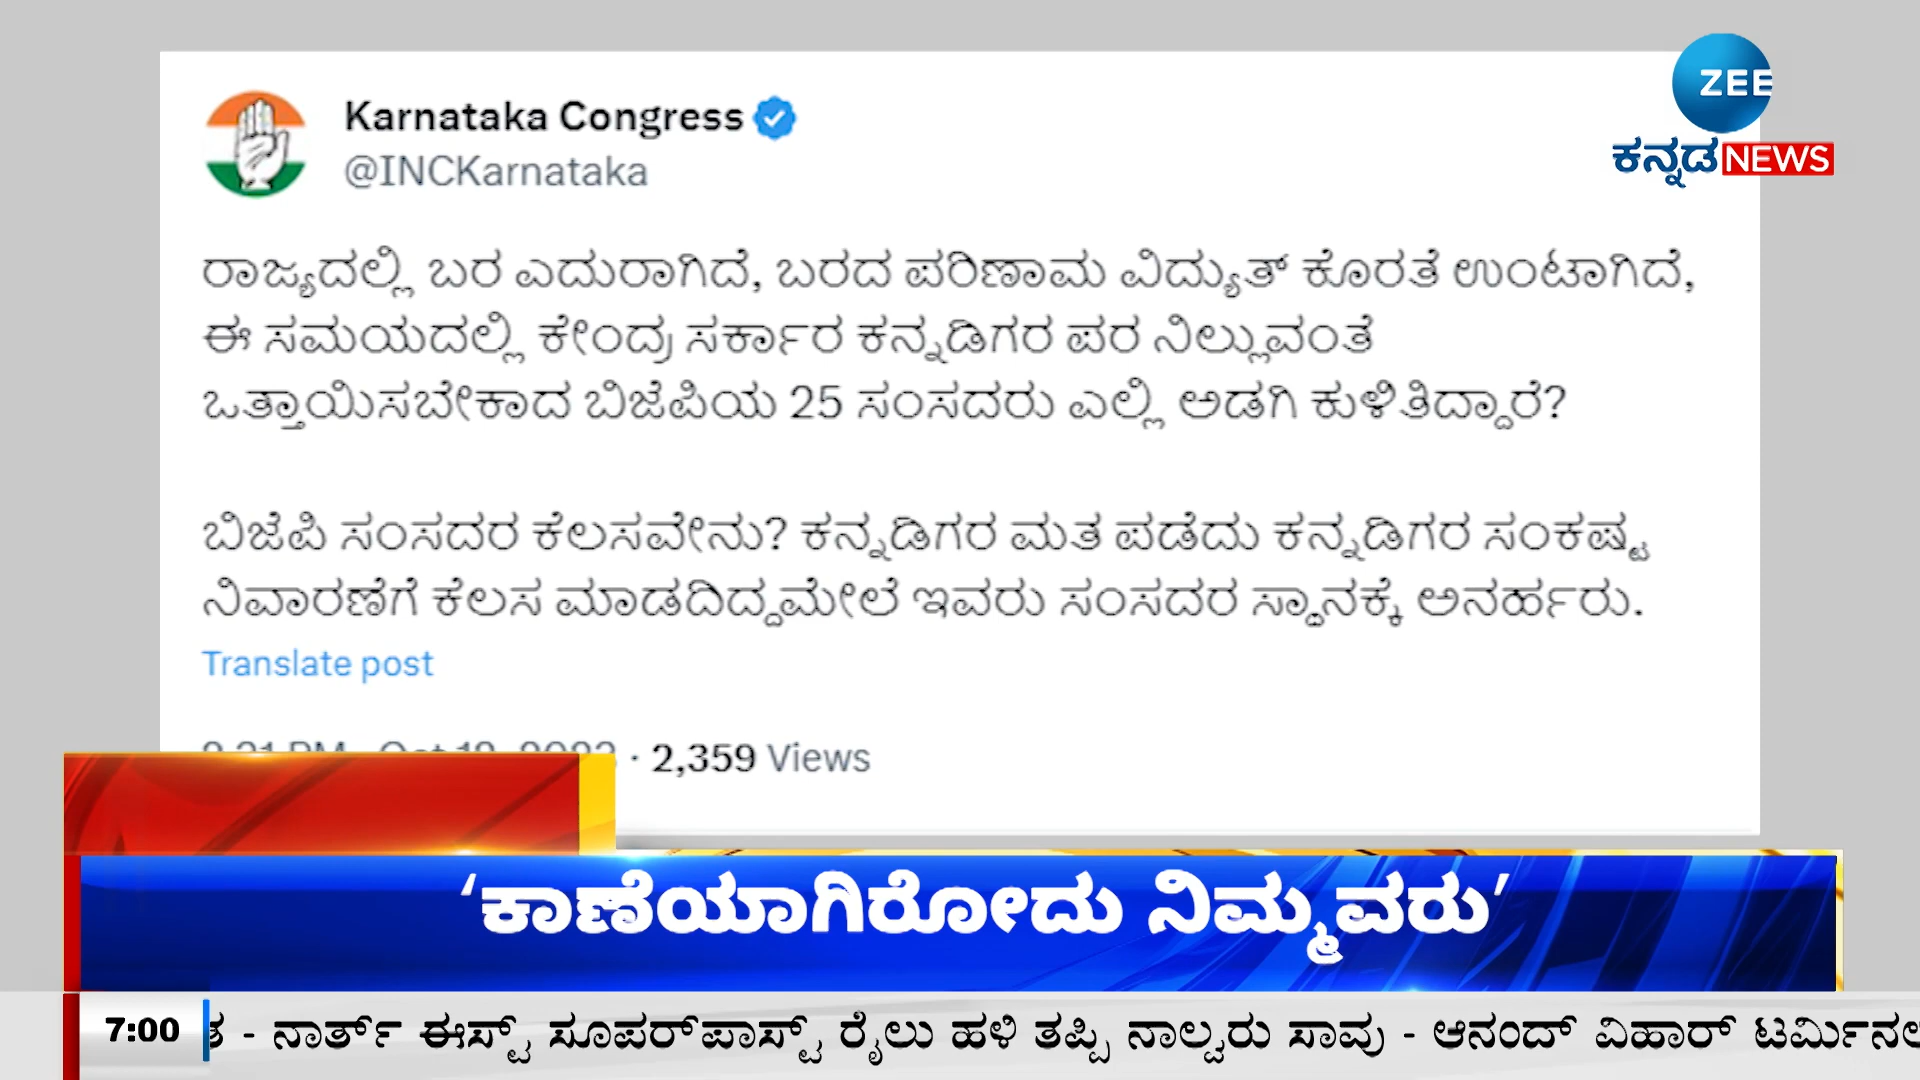 Karnataka Congress
@INCKarnataka
ZEE
ಕನ್ನಡ NEWS
ರಾಜ್ಯದಲ್ಲಿ ಬರ ಎದುರಾಗಿದೆ, ಬರದ ಪರಿಣಾಮ ವಿದ್ಯುತ್ ಕೊರತೆ ಉಂಟಾಗಿದೆ,
ಈ ಸಮಯದಲ್ಲಿ ಕೇಂದ್ರ ಸರ್ಕಾರ ಕನ್ನಡಿಗರ ಪರ ನಿಲ್ಲುವಂತೆ
ಒತ್ತಾಯಿಸಬೇಕಾದ ಬಿಜೆಪಿಯ 25 ಸಂಸದರು ಎಲ್ಲಿ ಅಡಗಿ ಕುಳಿತಿದ್ದಾರೆ?
ಬಿಜೆಪಿ ಸಂಸದರ ಕೆಲಸವೇನು? ಕನ್ನಡಿಗರ ಮತ ಪಡೆದು ಕನ್ನಡಿಗರ ಸಂಕಷ್ಟ
ನಿವಾರಣೆಗೆ ಕೆಲಸ ಮಾಡದಿದ್ದಮೇಲೆ ಇವರು ಸಂಸದರ ಸ್ಥಾನಕ್ಕೆ ಅನರ್ಹರು.
Translate post
· 2,359 Views
‘ಕಾಣೆಯಾಗಿರೋದು ನಿಮ್ಮವರು’
7:00 - ನಾರ್ತ್ ಈಸ್ಟ್ ಸೂಪರ್‌ಪಾಸ್ಟ್ ರೈಲು ಹಳಿ ತಪ್ಪಿ ನಾಲ್ವರು ಸಾವು - ಆನಂದ್ ವಿಹಾರ್